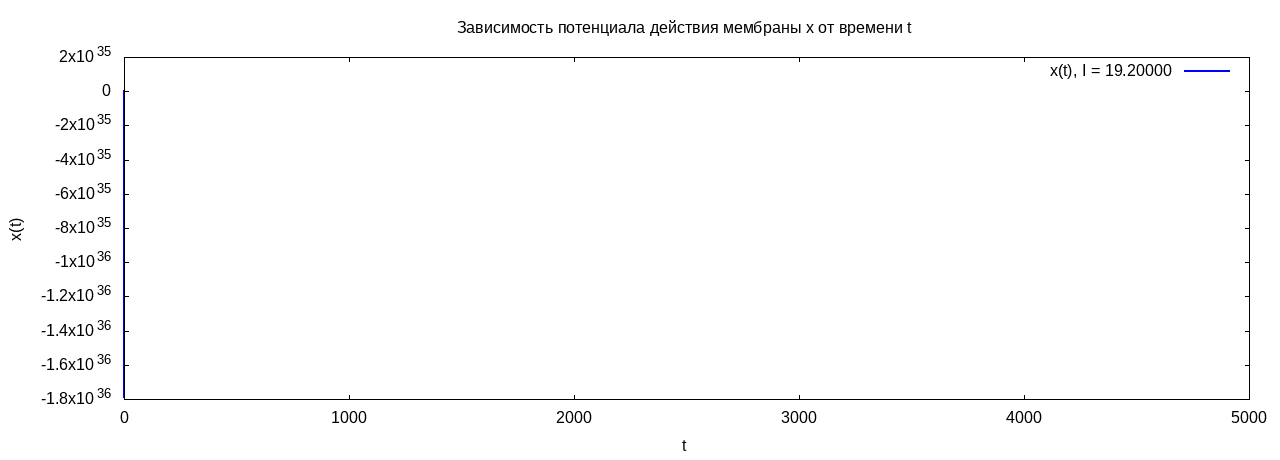 Зависимость потенциала действия мембраны x от времени t
x(t), I = 19.20000
2x10^35
0
-2x10^35
-4x10^35
-6x10^35
-8x10^35
-1x10^36
-1.2x10^36
-1.4x10^36
-1.6x10^36
-1.8x10^36
x(t)
0 1000 2000 3000 4000 5000
t